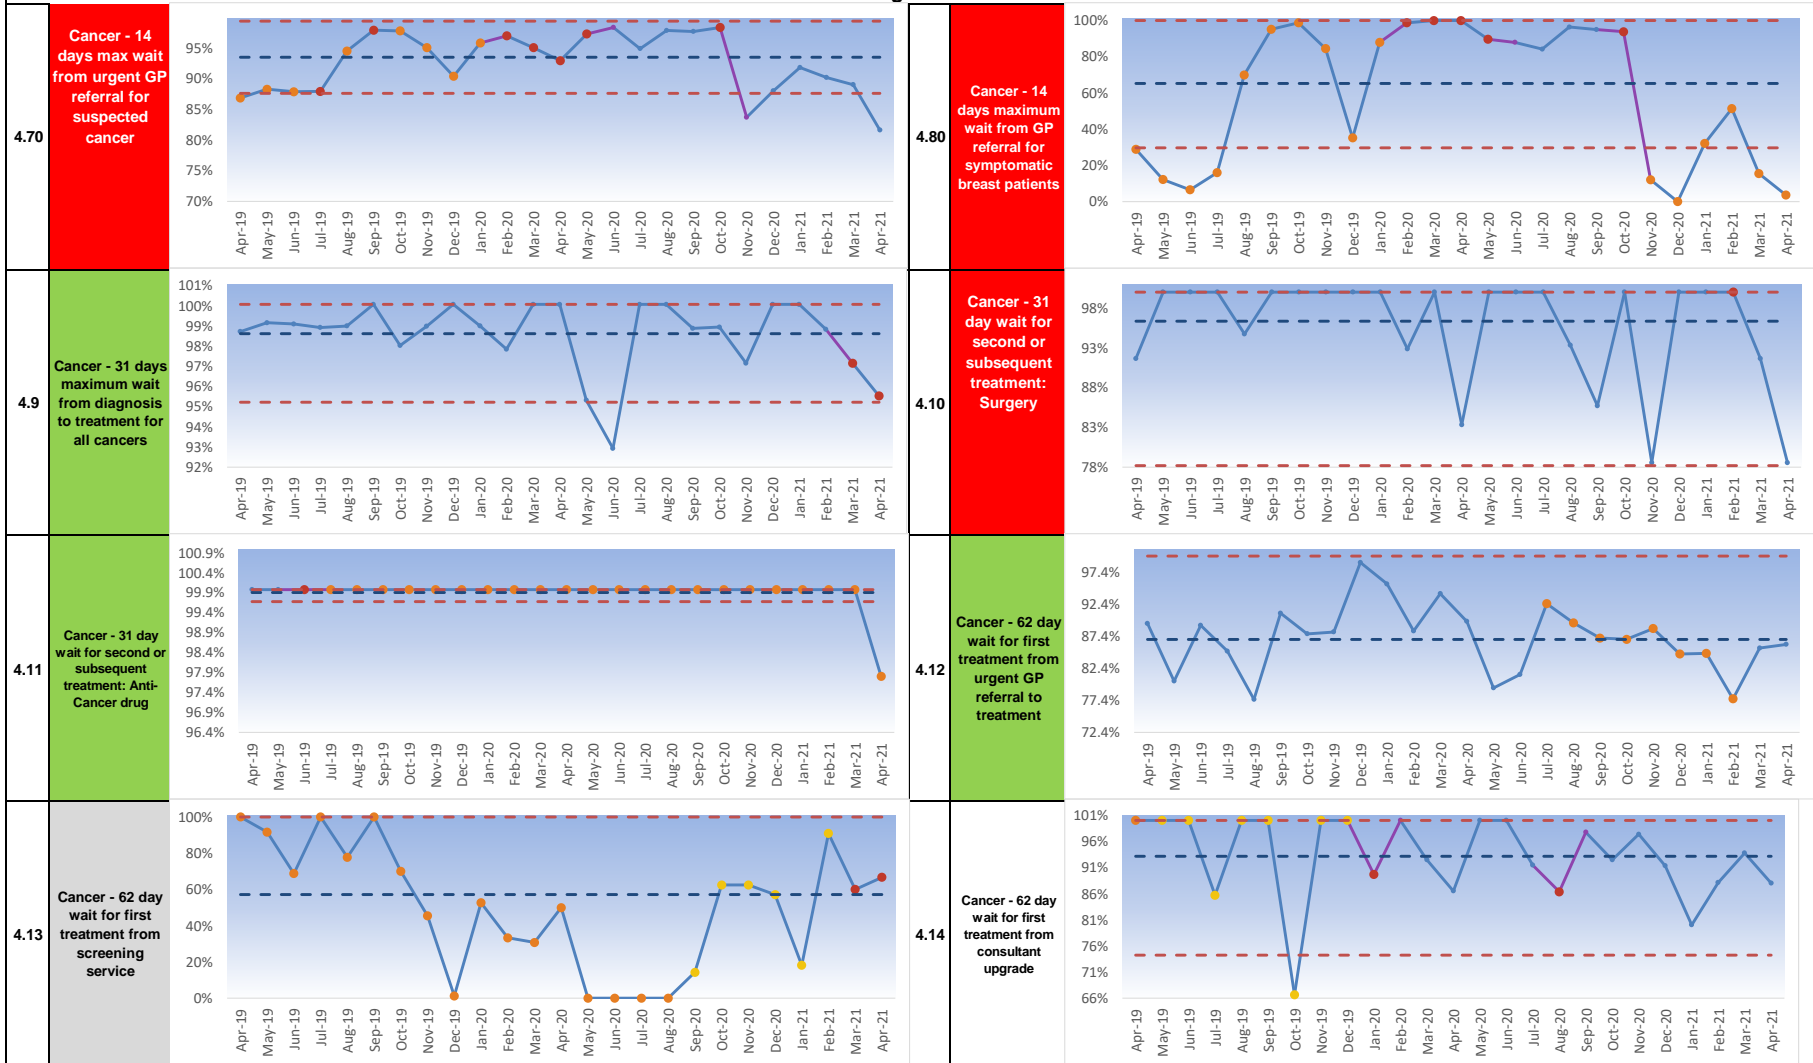 4.70
Cancer - 14
days max wait
from urgent GP
referral for
suspected
cancer
95%
90%
85%
80%
75%
70%
Apr-19
May-19
Jun-19
Jul-19
Aug-19
Sep-19
Oct-19
Nov-19
Dec-19
Jan-20
Feb-20
Mar-20
Apr-20
May-20
Jun-20
Jul-20
Aug-20
Sep-20
Oct-20
Nov-20
Dec-20
Jan-21
Feb-21
Mar-21
Apr-21
4.80
Cancer - 14
days maximum
wait from GP
referral for
symptomatic
breast patients
100%
80%
60%
40%
20%
0%
Apr-19
May-19
Jun-19
Jul-19
Aug-19
Sep-19
Oct-19
Nov-19
Dec-19
Jan-20
Feb-20
Mar-20
Apr-20
May-20
Jun-20
Jul-20
Aug-20
Sep-20
Oct-20
Nov-20
Dec-20
Jan-21
Feb-21
Mar-21
Apr-21
4.9
Cancer - 31 days
maximum wait
from diagnosis
to treatment for
all cancers
101%
100%
99%
98%
97%
96%
95%
94%
93%
92%
Apr-19
May-19
Jun-19
Jul-19
Aug-19
Sep-19
Oct-19
Nov-19
Dec-19
Jan-20
Feb-20
Mar-20
Apr-20
May-20
Jun-20
Jul-20
Aug-20
Sep-20
Oct-20
Nov-20
Dec-20
Jan-21
Feb-21
Mar-21
Apr-21
4.10
Cancer - 31
day wait for
second or
subsequent
treatment:
Surgery
98%
93%
88%
83%
78%
Apr-19
May-19
Jun-19
Jul-19
Aug-19
Sep-19
Oct-19
Nov-19
Dec-19
Jan-20
Feb-20
Mar-20
Apr-20
May-20
Jun-20
Jul-20
Aug-20
Sep-20
Oct-20
Nov-20
Dec-20
Jan-21
Feb-21
Mar-21
Apr-21
4.11
Cancer - 31 day
wait for second or
subsequent
treatment: Anti-
Cancer drug
100.9%
100.4%
99.9%
99.4%
98.9%
98.4%
97.9%
97.4%
96.9%
96.4%
Apr-19
May-19
Jun-19
Jul-19
Aug-19
Sep-19
Oct-19
Nov-19
Dec-19
Jan-20
Feb-20
Mar-20
Apr-20
May-20
Jun-20
Jul-20
Aug-20
Sep-20
Oct-20
Nov-20
Dec-20
Jan-21
Feb-21
Mar-21
Apr-21
4.12
Cancer - 62 day
wait for first
treatment from
urgent GP
referral to
treatment
97.4%
92.4%
87.4%
82.4%
77.4%
72.4%
Apr-19
May-19
Jun-19
Jul-19
Aug-19
Sep-19
Oct-19
Nov-19
Dec-19
Jan-20
Feb-20
Mar-20
Apr-20
May-20
Jun-20
Jul-20
Aug-20
Sep-20
Oct-20
Nov-20
Dec-20
Jan-21
Feb-21
Mar-21
Apr-21
4.13
Cancer - 62 day
wait for first
treatment from
screening
service
100%
80%
60%
40%
20%
0%
Apr-19
May-19
Jun-19
Jul-19
Aug-19
Sep-19
Oct-19
Nov-19
Dec-19
Jan-20
Feb-20
Mar-20
Apr-20
May-20
Jun-20
Jul-20
Aug-20
Sep-20
Oct-20
Nov-20
Dec-20
Jan-21
Feb-21
Mar-21
Apr-21
4.14
Cancer - 62 day
wait for first
treatment from
consultant
upgrade
101%
96%
91%
86%
81%
76%
71%
66%
Apr-19
May-19
Jun-19
Jul-19
Aug-19
Sep-19
Oct-19
Nov-19
Dec-19
Jan-20
Feb-20
Mar-20
Apr-20
May-20
Jun-20
Jul-20
Aug-20
Sep-20
Oct-20
Nov-20
Dec-20
Jan-21
Feb-21
Mar-21
Apr-21